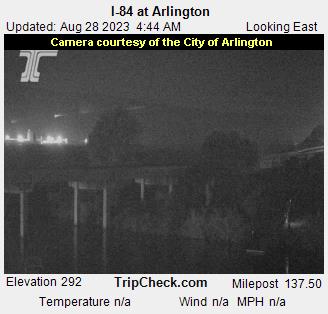 I-84 at Arlington
Updated: Aug 28 2023 4:44 AM Looking East
Camera courtesy of the City of Arlington
Elevation 292 TripCheck.com Milepost 137.50
Temperature n/a Wind n/a MPH n/a